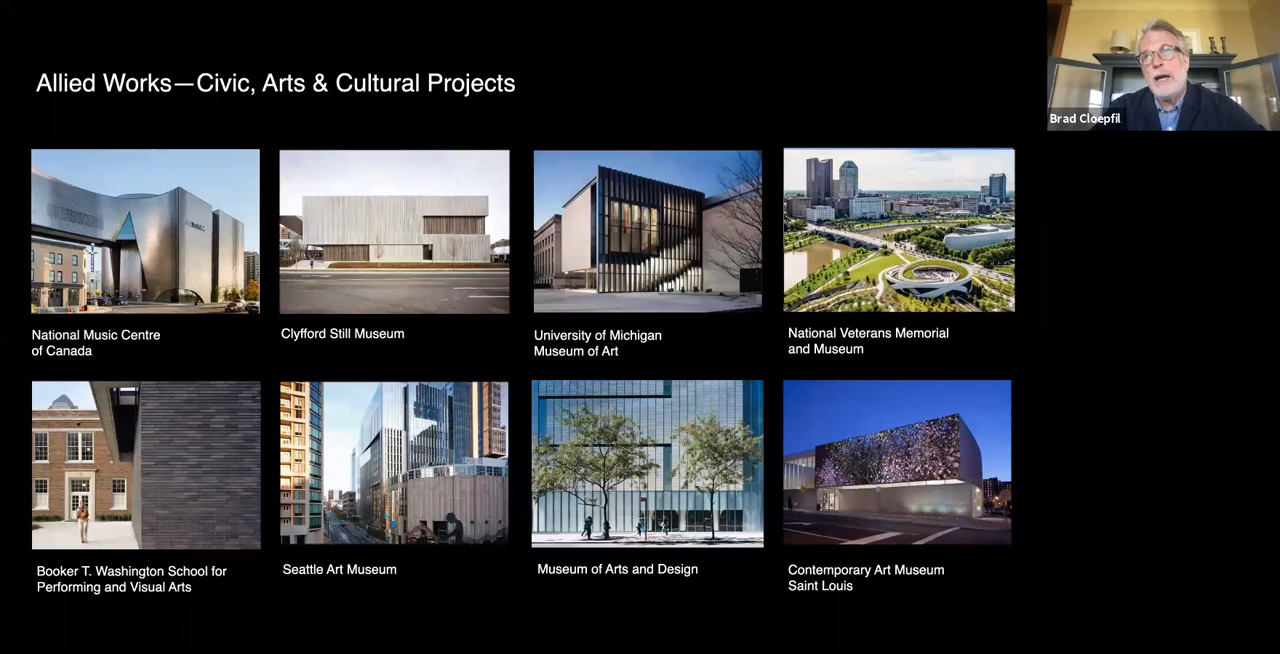 Allied Works—Civic, Arts & Cultural Projects
Brad Cloepfil
National Music Centre
of Canada
Clyfford Still Museum
University of Michigan
Museum of Art
National Veterans Memorial
and Museum
Booker T. Washington School for
Performing and Visual Arts
Seattle Art Museum
Museum of Arts and Design
Contemporary Art Museum
Saint Louis